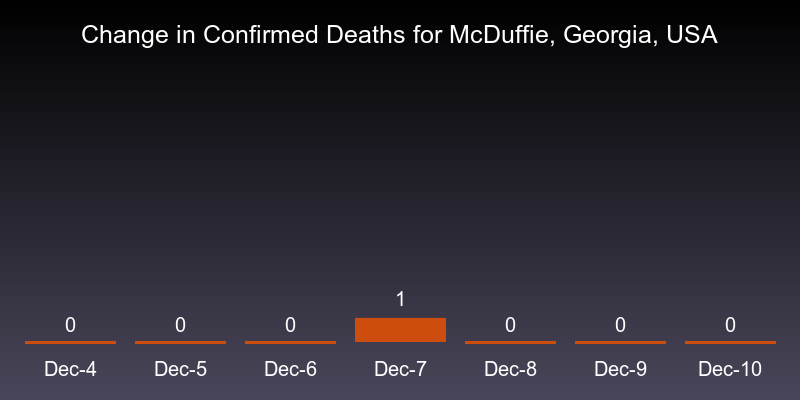 Change in Confirmed Deaths for McDuffie, Georgia, USA
1
0 0 0 0 0 0
Dec-4 Dec-5 Dec-6 Dec-7 Dec-8 Dec-9 Dec-10